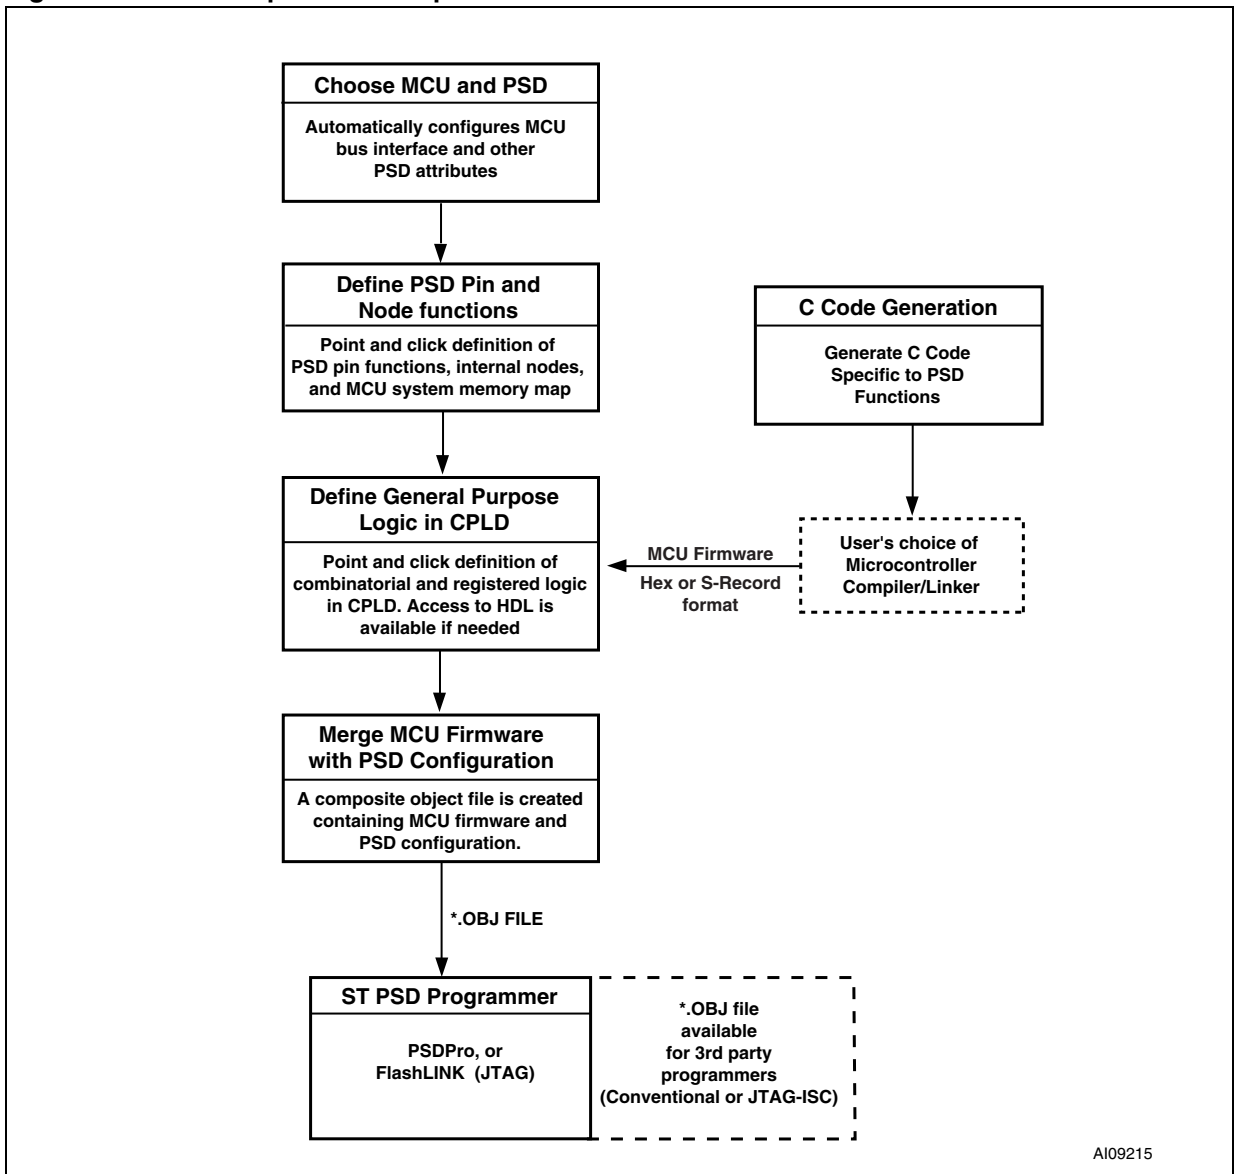 Choose MCU and PSD
Automatically configures MCU
bus interface and other
PSD attributes
Define PSD Pin and
Node functions
Point and click definition of
PSD pin functions, internal nodes,
and MCU system memory map
C Code Generation
Generate C Code
Specific to PSD
Functions
Define General Purpose
Logic in CPLD
Point and click definition of
combinatorial and registered logic
in CPLD. Access to HDL is
available if needed
MCU Firmware
Hex or S-Record
format
User's choice of
Microcontroller
Compiler/Linker
Merge MCU Firmware
with PSD Configuration
A composite object file is created
containing MCU firmware and
PSD configuration.
*.OBJ FILE
ST PSD Programmer
PSDPro, or
FlashLINK (JTAG)
*.OBJ file
available
for 3rd party
programmers
(Conventional or JTAG-ISC)
AI09215